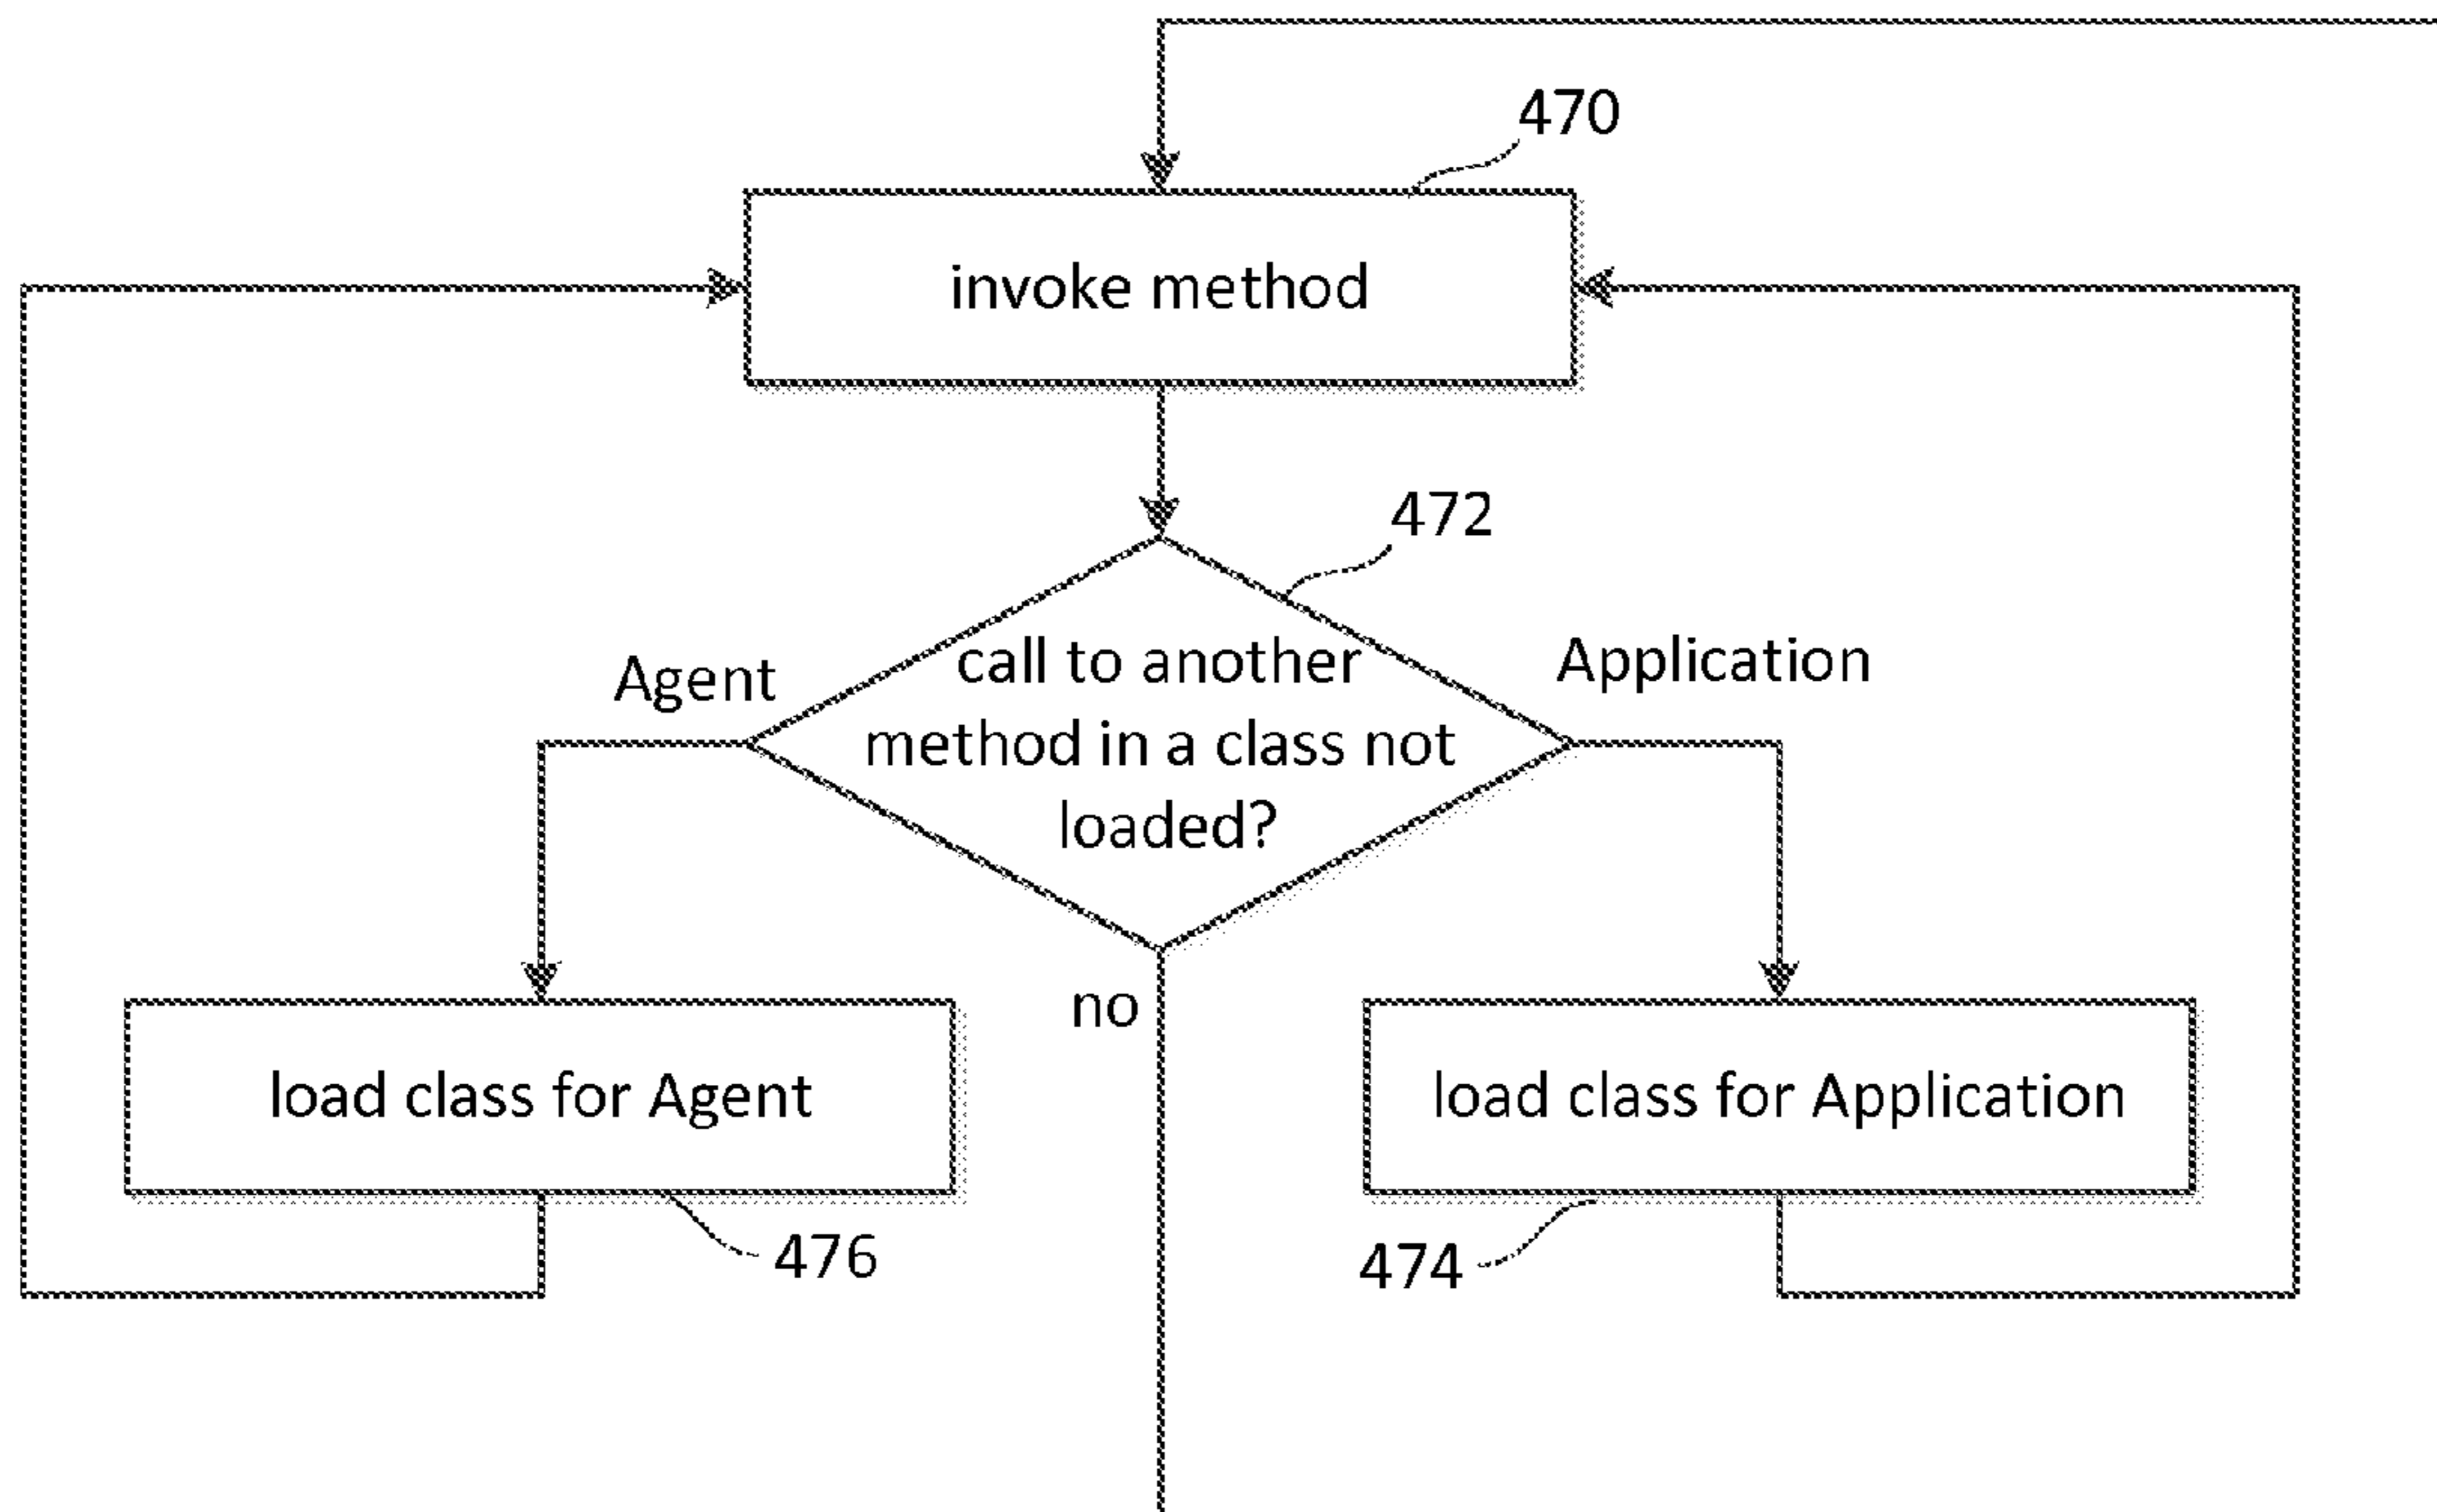 470
invoke method
472
Agent
call to another
Application
method in a class not
loaded?
no
load class for Agent
load class for Application
476
474